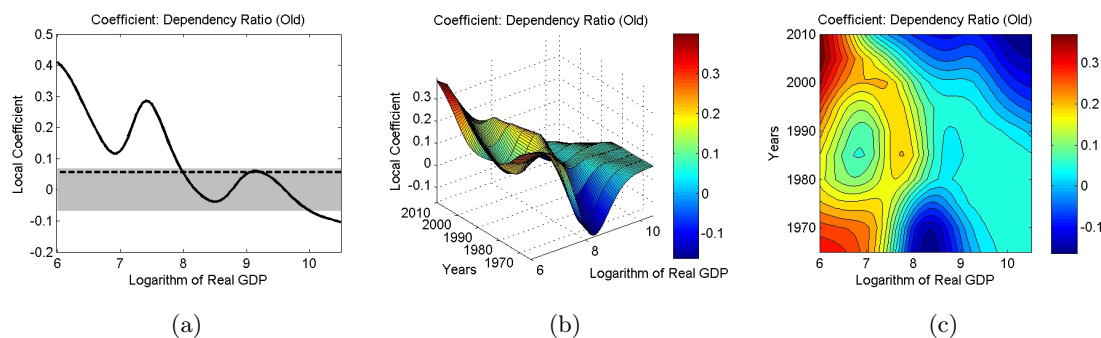 Coefficient: Dependency Ratio (Old)
0.5
0.4
0.3
0.2
0.1
0
-0.1
-0.2
Local Coefficient
6 7 8 9 10
Logarithm of Real GDP
(a)
Coefficient: Dependency Ratio (Old)
0.3
0.2
0.1
0
-0.1
Local Coefficient
2010
2000
1990
1980
1970
Years
6 8 10
Logarithm of Real GDP
0.3
0.2
0.1
0
-0.1
(b)
Coefficient: Dependency Ratio (Old)
2010
2000
1990
1980
1970
Years
6 7 8 9 10
Logarithm of Real GDP
0.3
0.2
0.1
0
-0.1
(c)